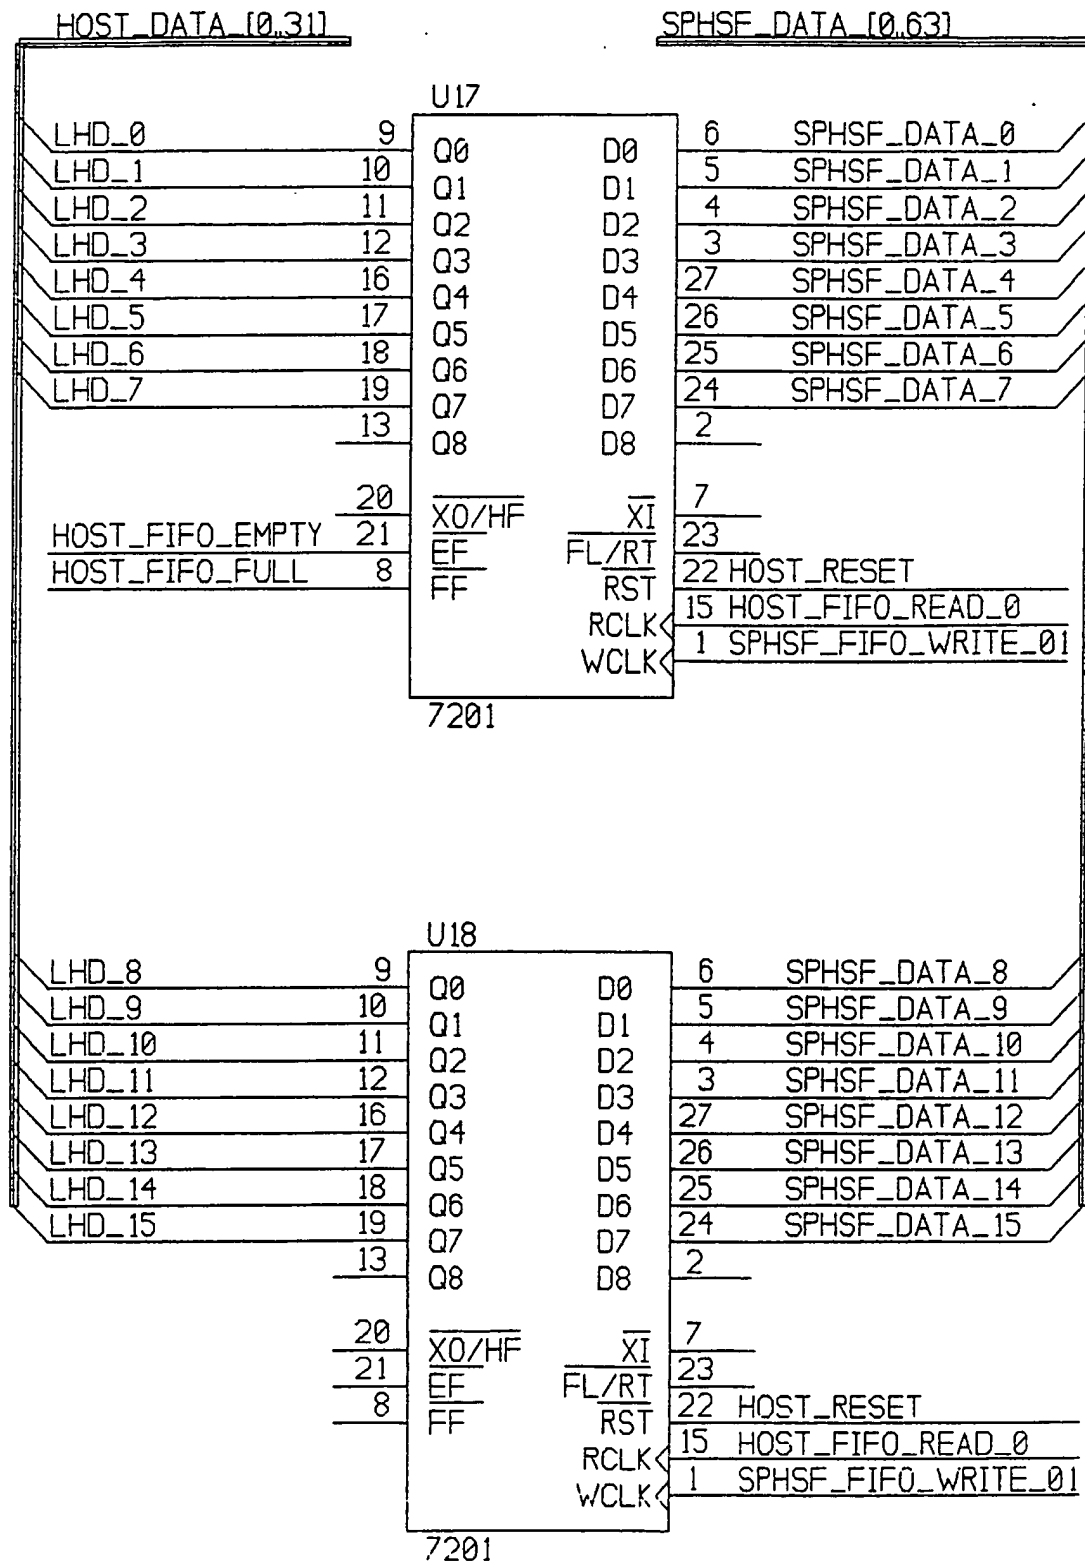 HOST_DATA_[0..31] SPHSF_DATA_[0..63]
U17
LHD_0 9 Q0 D0 6 SPHSF_DATA_0
LHD_1 10 Q1 D1 5 SPHSF_DATA_1
LHD_2 11 Q2 D2 4 SPHSF_DATA_2
LHD_3 12 Q3 D3 3 SPHSF_DATA_3
LHD_4 16 Q4 D4 27 SPHSF_DATA_4
LHD_5 17 Q5 D5 26 SPHSF_DATA_5
LHD_6 18 Q6 D6 25 SPHSF_DATA_6
LHD_7 19 Q7 D7 24 SPHSF_DATA_7
13 Q8 D8 2
20 XO/HF XI 7
HOST_FIFO_EMPTY 21 EF FL/RT 23
HOST_FIFO_FULL 8 FF RST 22 HOST_RESET
RCLK 15 HOST_FIFO_READ_0
WCLK 1 SPHSF_FIFO_WRITE_01
7201
U18
LHD_8 9 Q0 D0 6 SPHSF_DATA_8
LHD_9 10 Q1 D1 5 SPHSF_DATA_9
LHD_10 11 Q2 D2 4 SPHSF_DATA_10
LHD_11 12 Q3 D3 3 SPHSF_DATA_11
LHD_12 16 Q4 D4 27 SPHSF_DATA_12
LHD_13 17 Q5 D5 26 SPHSF_DATA_13
LHD_14 18 Q6 D6 25 SPHSF_DATA_14
LHD_15 19 Q7 D7 24 SPHSF_DATA_15
13 Q8 D8 2
20 XO/HF XI 7
21 EF FL/RT 23
8 FF RST 22 HOST_RESET
RCLK 15 HOST_FIFO_READ_0
WCLK 1 SPHSF_FIFO_WRITE_01
7201